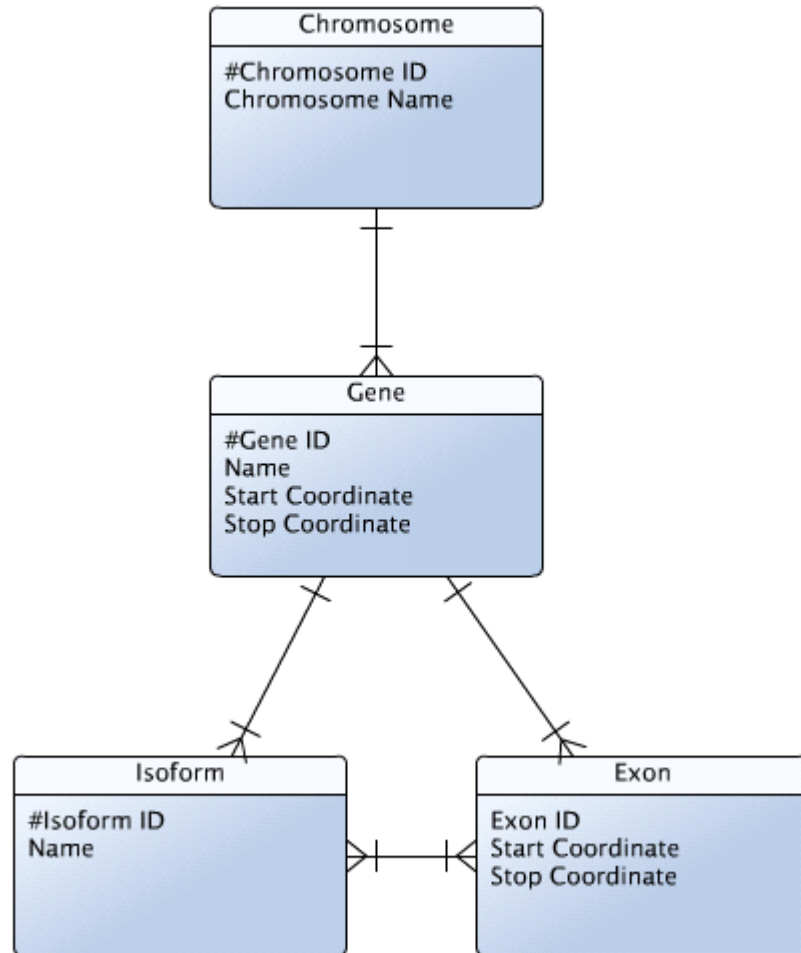 Chromosome
#Chromosome ID
Chromosome Name
Gene
#Gene ID
Name
Start Coordinate
Stop Coordinate
Isoform
#Isoform ID
Name
Exon
Exon ID
Start Coordinate
Stop Coordinate